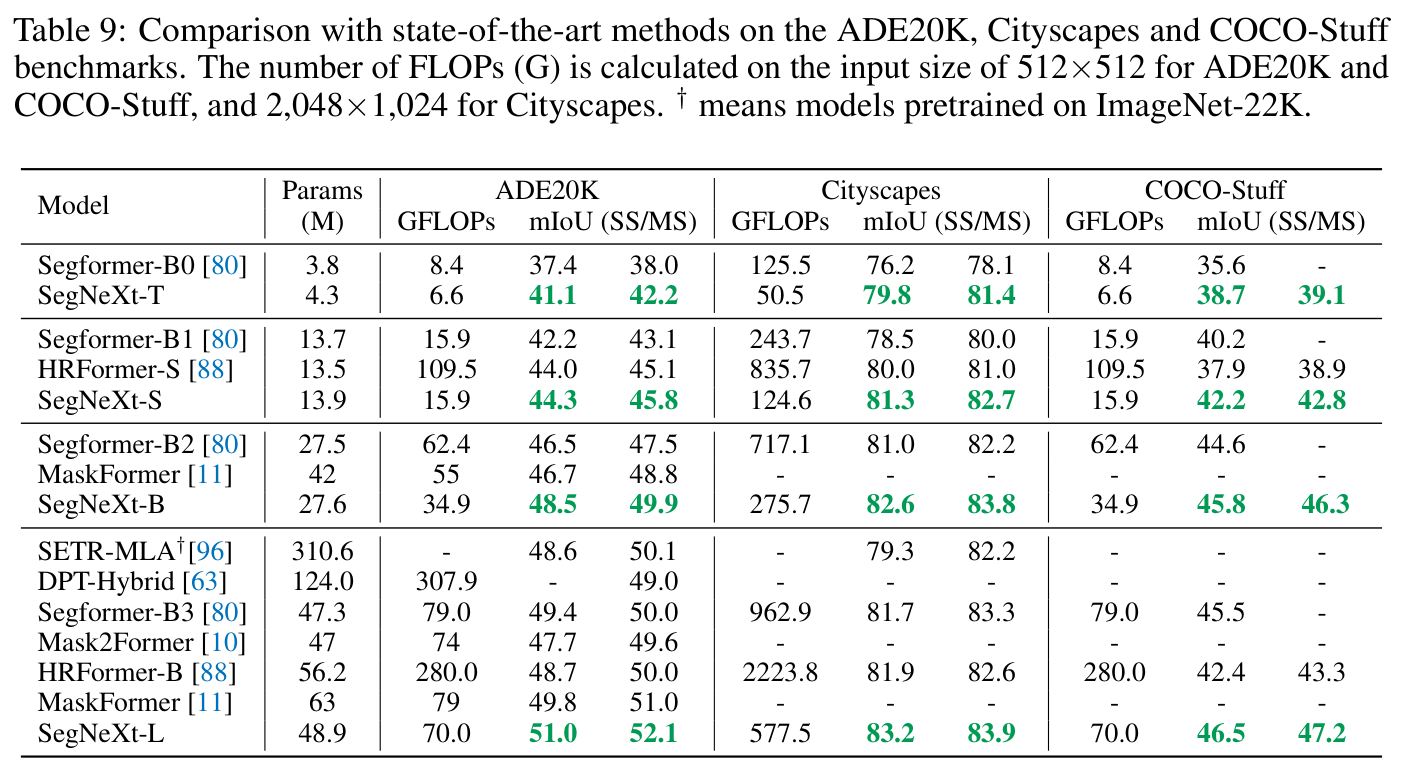 Table 9: Comparison with state-of-the-art methods on the ADE20K, Cityscapes and COCO-Stuff
benchmarks. The number of FLOPs (G) is calculated on the input size of 512×512 for ADE20K and
COCO-Stuff, and 2,048×1,024 for Cityscapes. † means models pretrained on ImageNet-22K.
Model Params ADE20K Cityscapes COCO-Stuff
(M) GFLOPs mIoU (SS/MS) GFLOPs mIoU (SS/MS) GFLOPs mIoU (SS/MS)
Segformer-B0 [80] 3.8 8.4 37.4 38.0 125.5 76.2 78.1 8.4 35.6 -
SegNeXt-T 4.3 6.6 41.1 42.2 50.5 79.8 81.4 6.6 38.7 39.1
Segformer-B1 [80] 13.7 15.9 42.2 43.1 243.7 78.5 80.0 15.9 40.2 -
HRFormer-S [88] 13.5 109.5 44.0 45.1 835.7 80.0 81.0 109.5 37.9 38.9
SegNeXt-S 13.9 15.9 44.3 45.8 124.6 81.3 82.7 15.9 42.2 42.8
Segformer-B2 [80] 27.5 62.4 46.5 47.5 717.1 81.0 82.2 62.4 44.6 -
MaskFormer [11] 42 55 46.7 48.8 - - - - - -
SegNeXt-B 27.6 34.9 48.5 49.9 275.7 82.6 83.8 34.9 45.8 46.3
SETR-MLA†[96] 310.6 - 48.6 50.1 - 79.3 82.2 - - -
DPT-Hybrid [63] 124.0 307.9 - 49.0 - - - - - -
Segformer-B3 [80] 47.3 79.0 49.4 50.0 962.9 81.7 83.3 79.0 45.5 -
Mask2Former [10] 47 74 47.7 49.6 - - - - - -
HRFormer-B [88] 56.2 280.0 48.7 50.0 2223.8 81.9 82.6 280.0 42.4 43.3
MaskFormer [11] 63 79 49.8 51.0 - - - - - -
SegNeXt-L 48.9 70.0 51.0 52.1 577.5 83.2 83.9 70.0 46.5 47.2